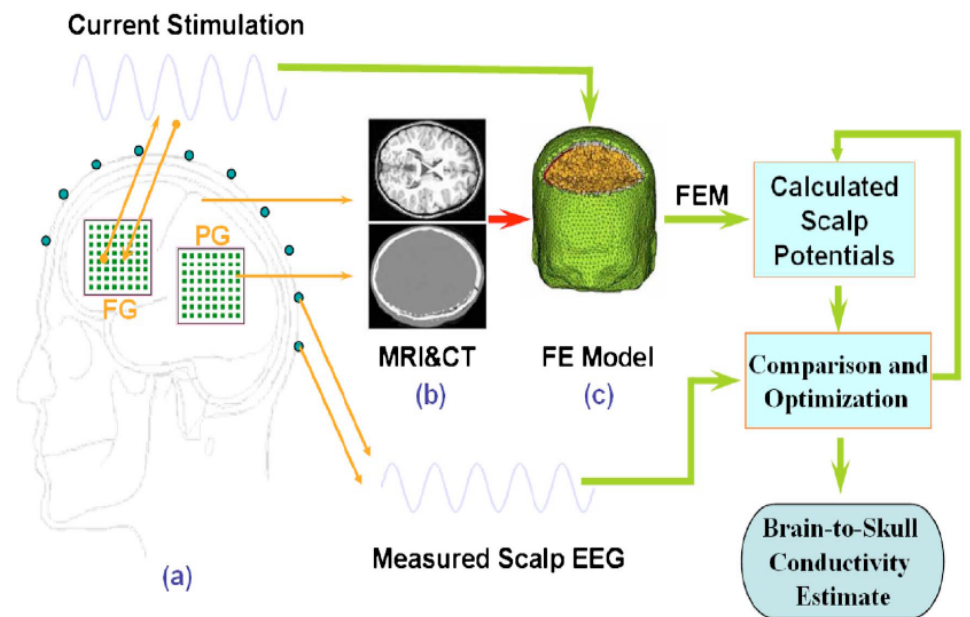 Current Stimulation
PG
FG
(a)
MRI&CT
(b)
FE Model
(c)
FEM
Calculated
Scalp
Potentials
Comparison and
Optimization
Measured Scalp EEG
Brain-to-Skull
Conductivity
Estimate